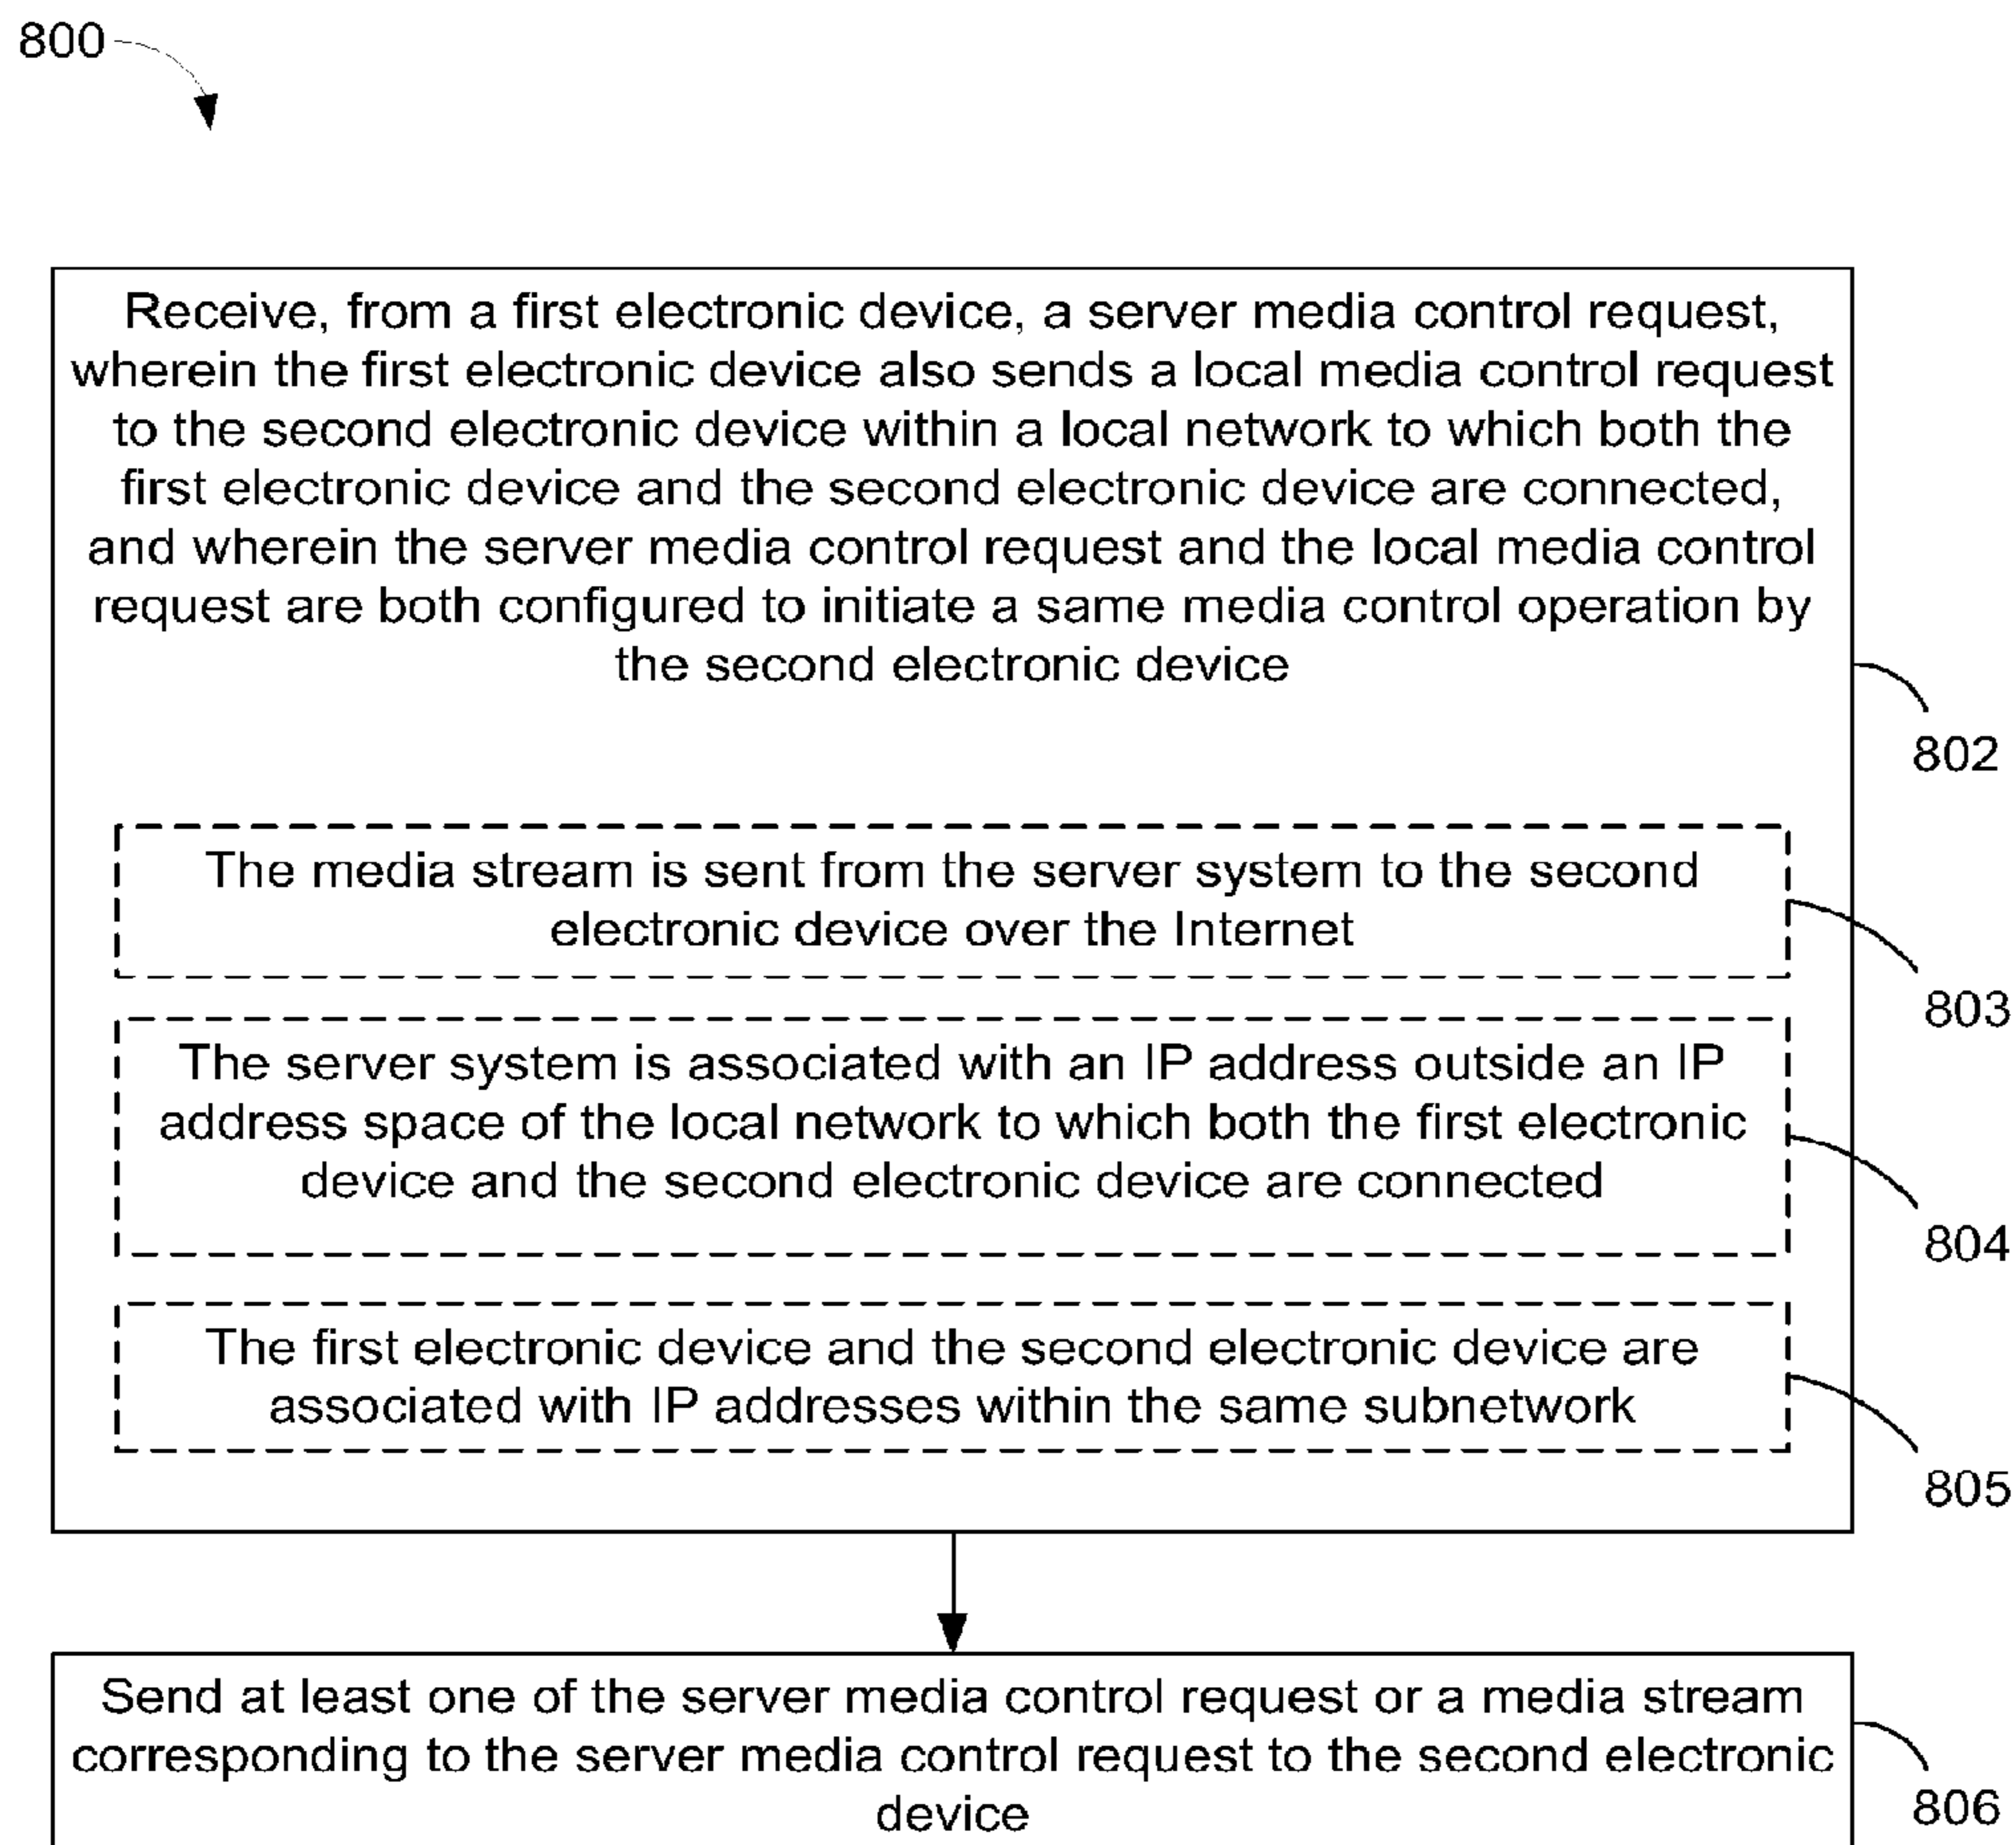 800
Receive, from a first electronic device, a server media control request,
wherein the first electronic device also sends a local media control request
to the second electronic device within a local network to which both the
first electronic device and the second electronic device are connected,
and wherein the server media control request and the local media control
request are both configured to initiate a same media control operation by
the second electronic device
802
The media stream is sent from the server system to the second
electronic device over the Internet
803
The server system is associated with an IP address outside an IP
address space of the local network to which both the first electronic
device and the second electronic device are connected
804
The first electronic device and the second electronic device are
associated with IP addresses within the same subnetwork
805
Send at least one of the server media control request or a media stream
corresponding to the server media control request to the second electronic
device
806